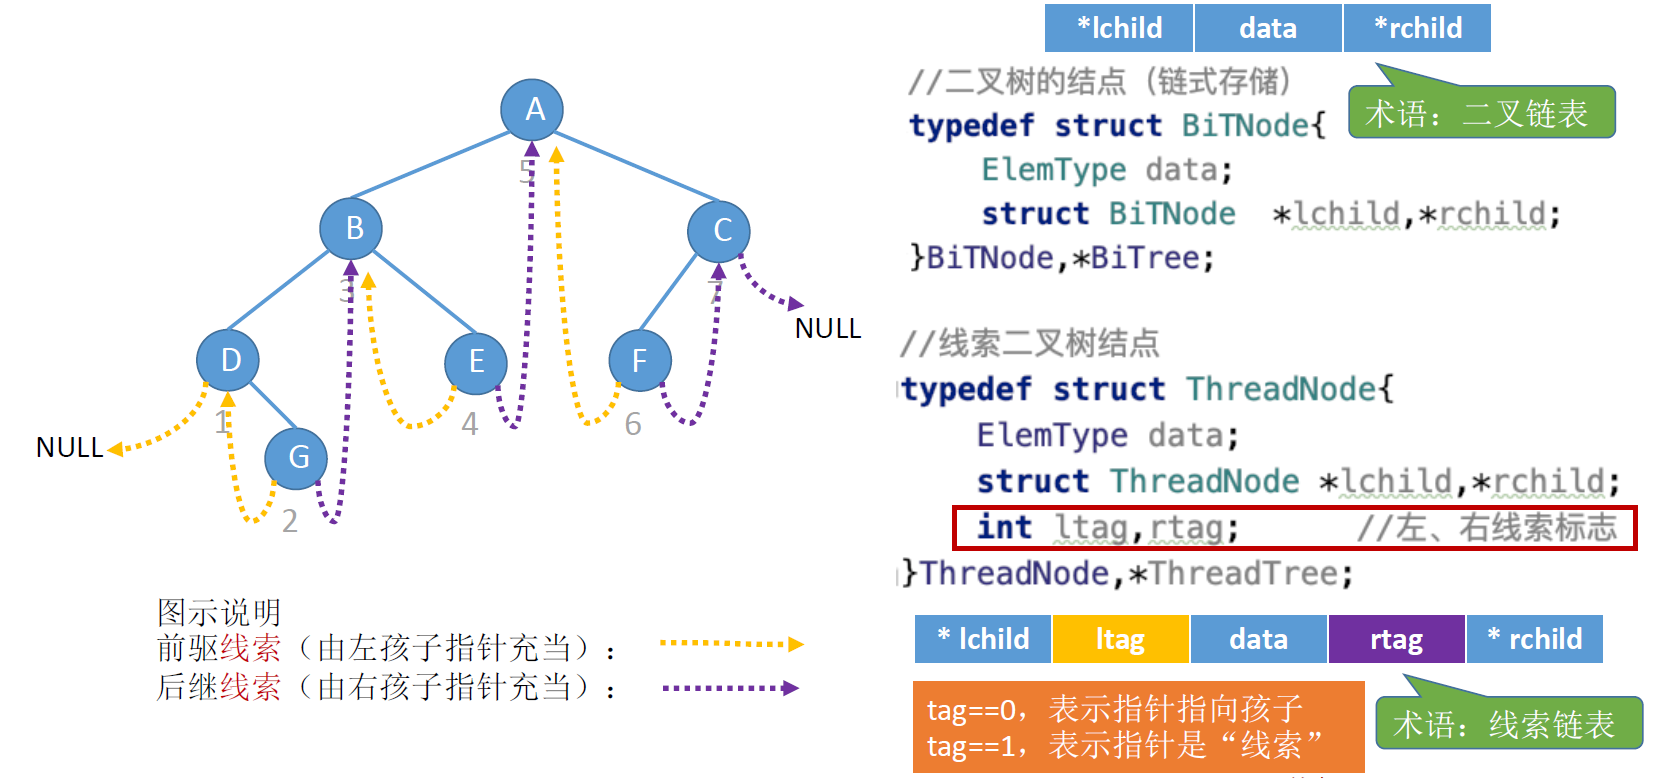 A
5
B
C
3
7
NULL
D
E
F
1
4
6
NULL
G
2
图示说明
前驱线索（由左孩子指针充当）：
后继线索（由右孩子指针充当）：
*lchild data *rchild
//二叉树的结点（链式存储）
术语：二叉链表
typedef struct BiTNode{
ElemType data;
struct BiTNode *lchild,*rchild;
}BiTNode,*BiTree;
//线索二叉树结点
typedef struct ThreadNode{
ElemType data;
struct ThreadNode *lchild,*rchild;
int ltag,rtag; //左、右线索标志
}ThreadNode,*ThreadTree;
* lchild ltag data rtag * rchild
tag==0，表示指针指向孩子
tag==1，表示指针是“线索”
术语：线索链表